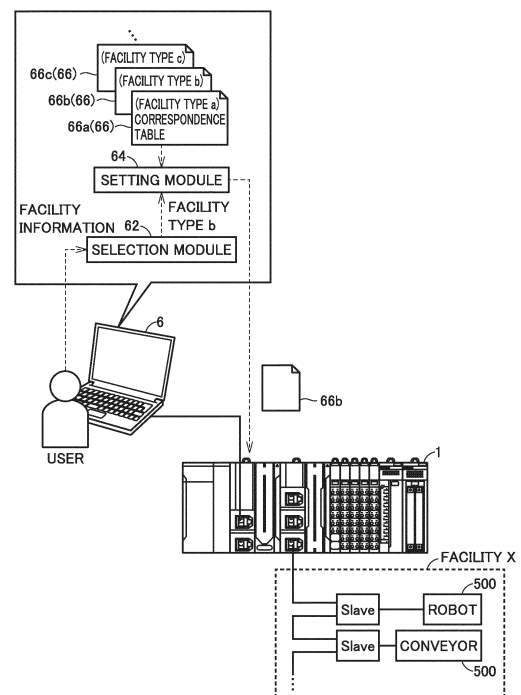 ⋱
(FACILITY TYPE c)
66c(66)
(FACILITY TYPE b)
66b(66)
(FACILITY TYPE a)
66a(66)
CORRESPONDENCE
TABLE
64
SETTING MODULE
FACILITY
INFORMATION
FACILITY
TYPE b
62
SELECTION MODULE
6
USER
66b
1
FACILITY X
500
Slave
ROBOT
Slave
CONVEYOR
500